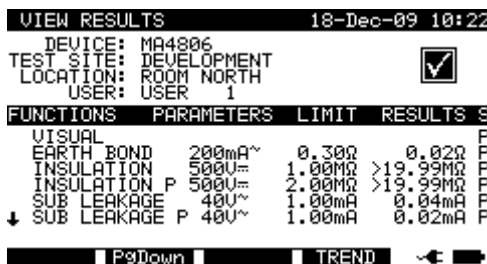 VIEW RESULTS 18-Dec-09 10:22
DEVICE: MA4806
TEST SITE: DEVELOPMENT
LOCATION: ROOM NORTH
USER: USER 1
FUNCTIONS PARAMETERS LIMIT RESULTS S
VISUAL P
EARTH BOND 200mA~ 0.30Ω 0.02Ω P
INSULATION 500V⎓ 1.00MΩ >19.99MΩ P
INSULATION P 500V⎓ 2.00MΩ >19.99MΩ P
SUB LEAKAGE 40V~ 1.00mA 0.04mA P
↓ SUB LEAKAGE P 40V~ 1.00mA 0.02mA P
PgDown TREND